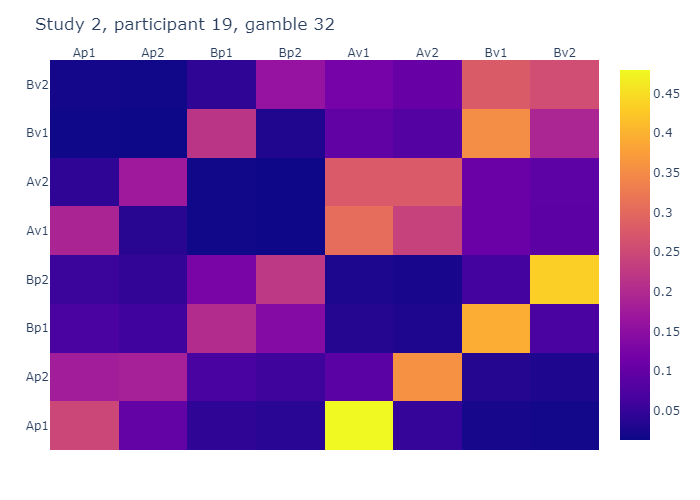 Study 2, participant 19, gamble 32
Ap1 Ap2 Bp1 Bp2 Av1 Av2 Bv1 Bv2
Bv2
Bv1
Av2
Av1
Bp2
Bp1
Ap2
Ap1
0.45
0.4
0.35
0.3
0.25
0.2
0.15
0.1
0.05